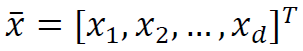 x̄ = [x₁, x₂, …, x_d]ᵀ